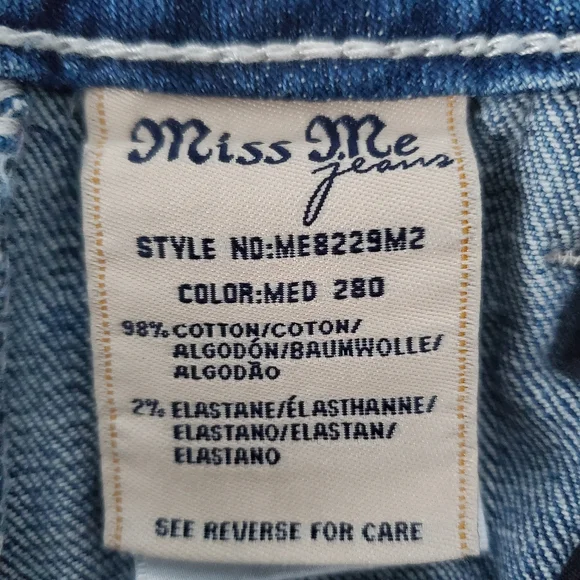 Miss Me
jeans
STYLE NO:ME8229M2
COLOR:MED 280
98% COTTON/COTON/
ALGODÓN/BAUMWOLLE/
ALGODÃO
2% ELASTANE/ÉLASTHANNE/
ELASTANO/ELASTAN/
ELASTANO
SEE REVERSE FOR CARE